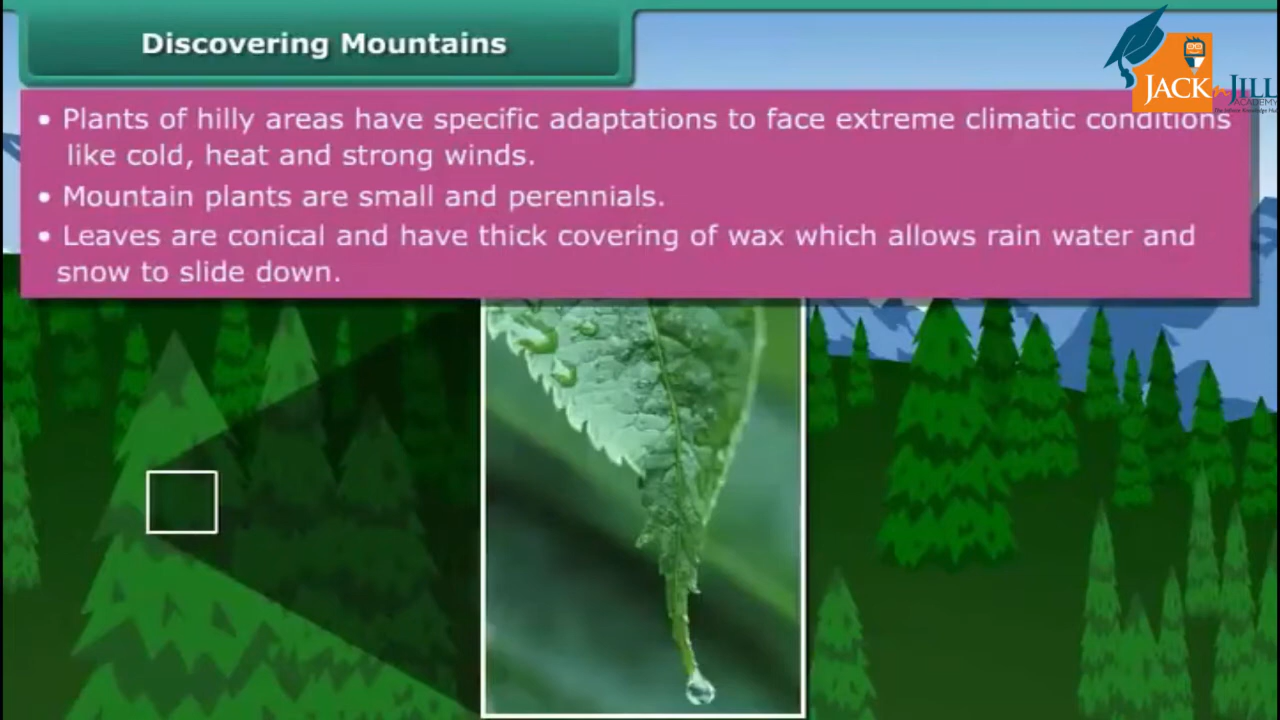 Discovering Mountains
JACK n JILL
ACADEMY
• Plants of hilly areas have specific adaptations to face extreme climatic conditions
like cold, heat and strong winds.
• Mountain plants are small and perennials.
• Leaves are conical and have thick covering of wax which allows rain water and
snow to slide down.